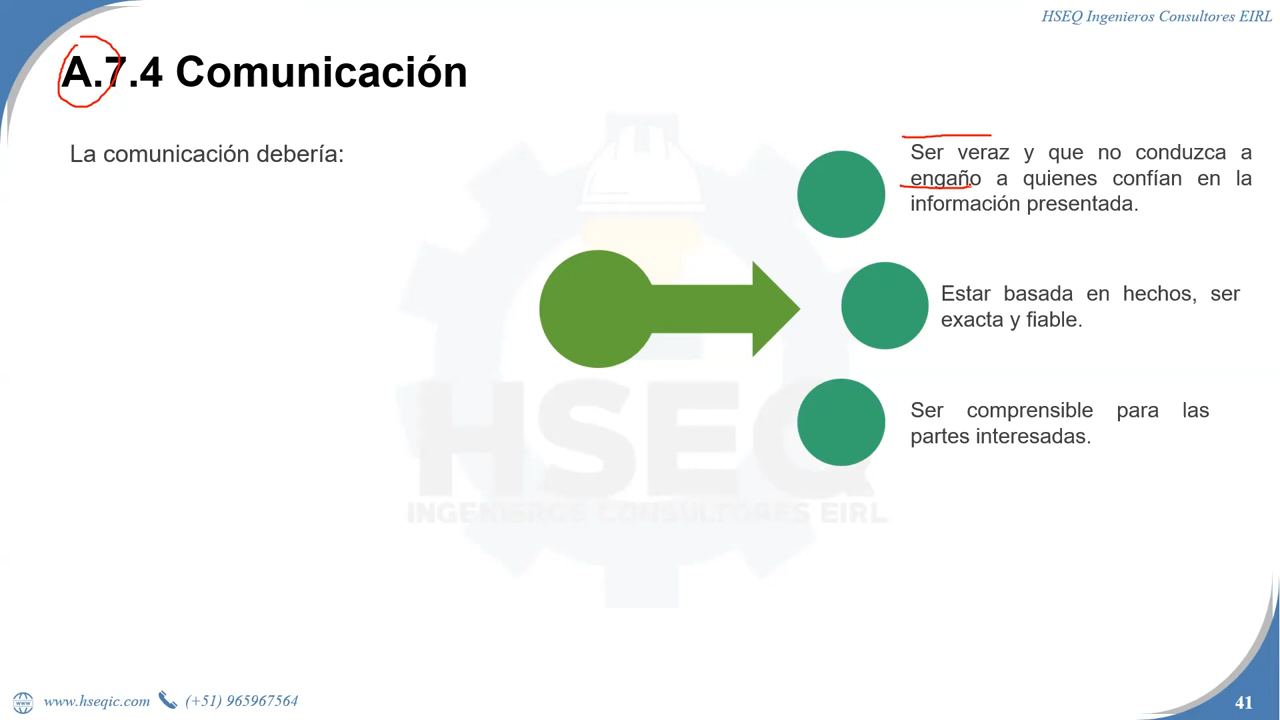 HSEQ Ingenieros Consultores EIRL
A.7.4 Comunicación
La comunicación debería:
Ser veraz y que no conduzca a
engaño a quienes confían en la
información presentada.
Estar basada en hechos, ser
exacta y fiable.
Ser comprensible para las
partes interesadas.
HSEQ
INGENIEROS CONSULTORES EIRL
www.hseqic.com (+51) 965967564
41